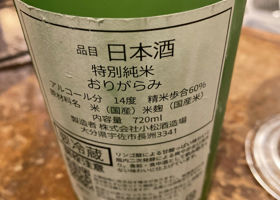 品目 日本酒
特別純米
おりがらみ
アルコール分 14度 精米歩合60%
原材料名 米（国産）米麹（国産米）
内容量 720ml
製造者 株式会社小松酒造場
大分県宇佐市長洲3341
要冷蔵